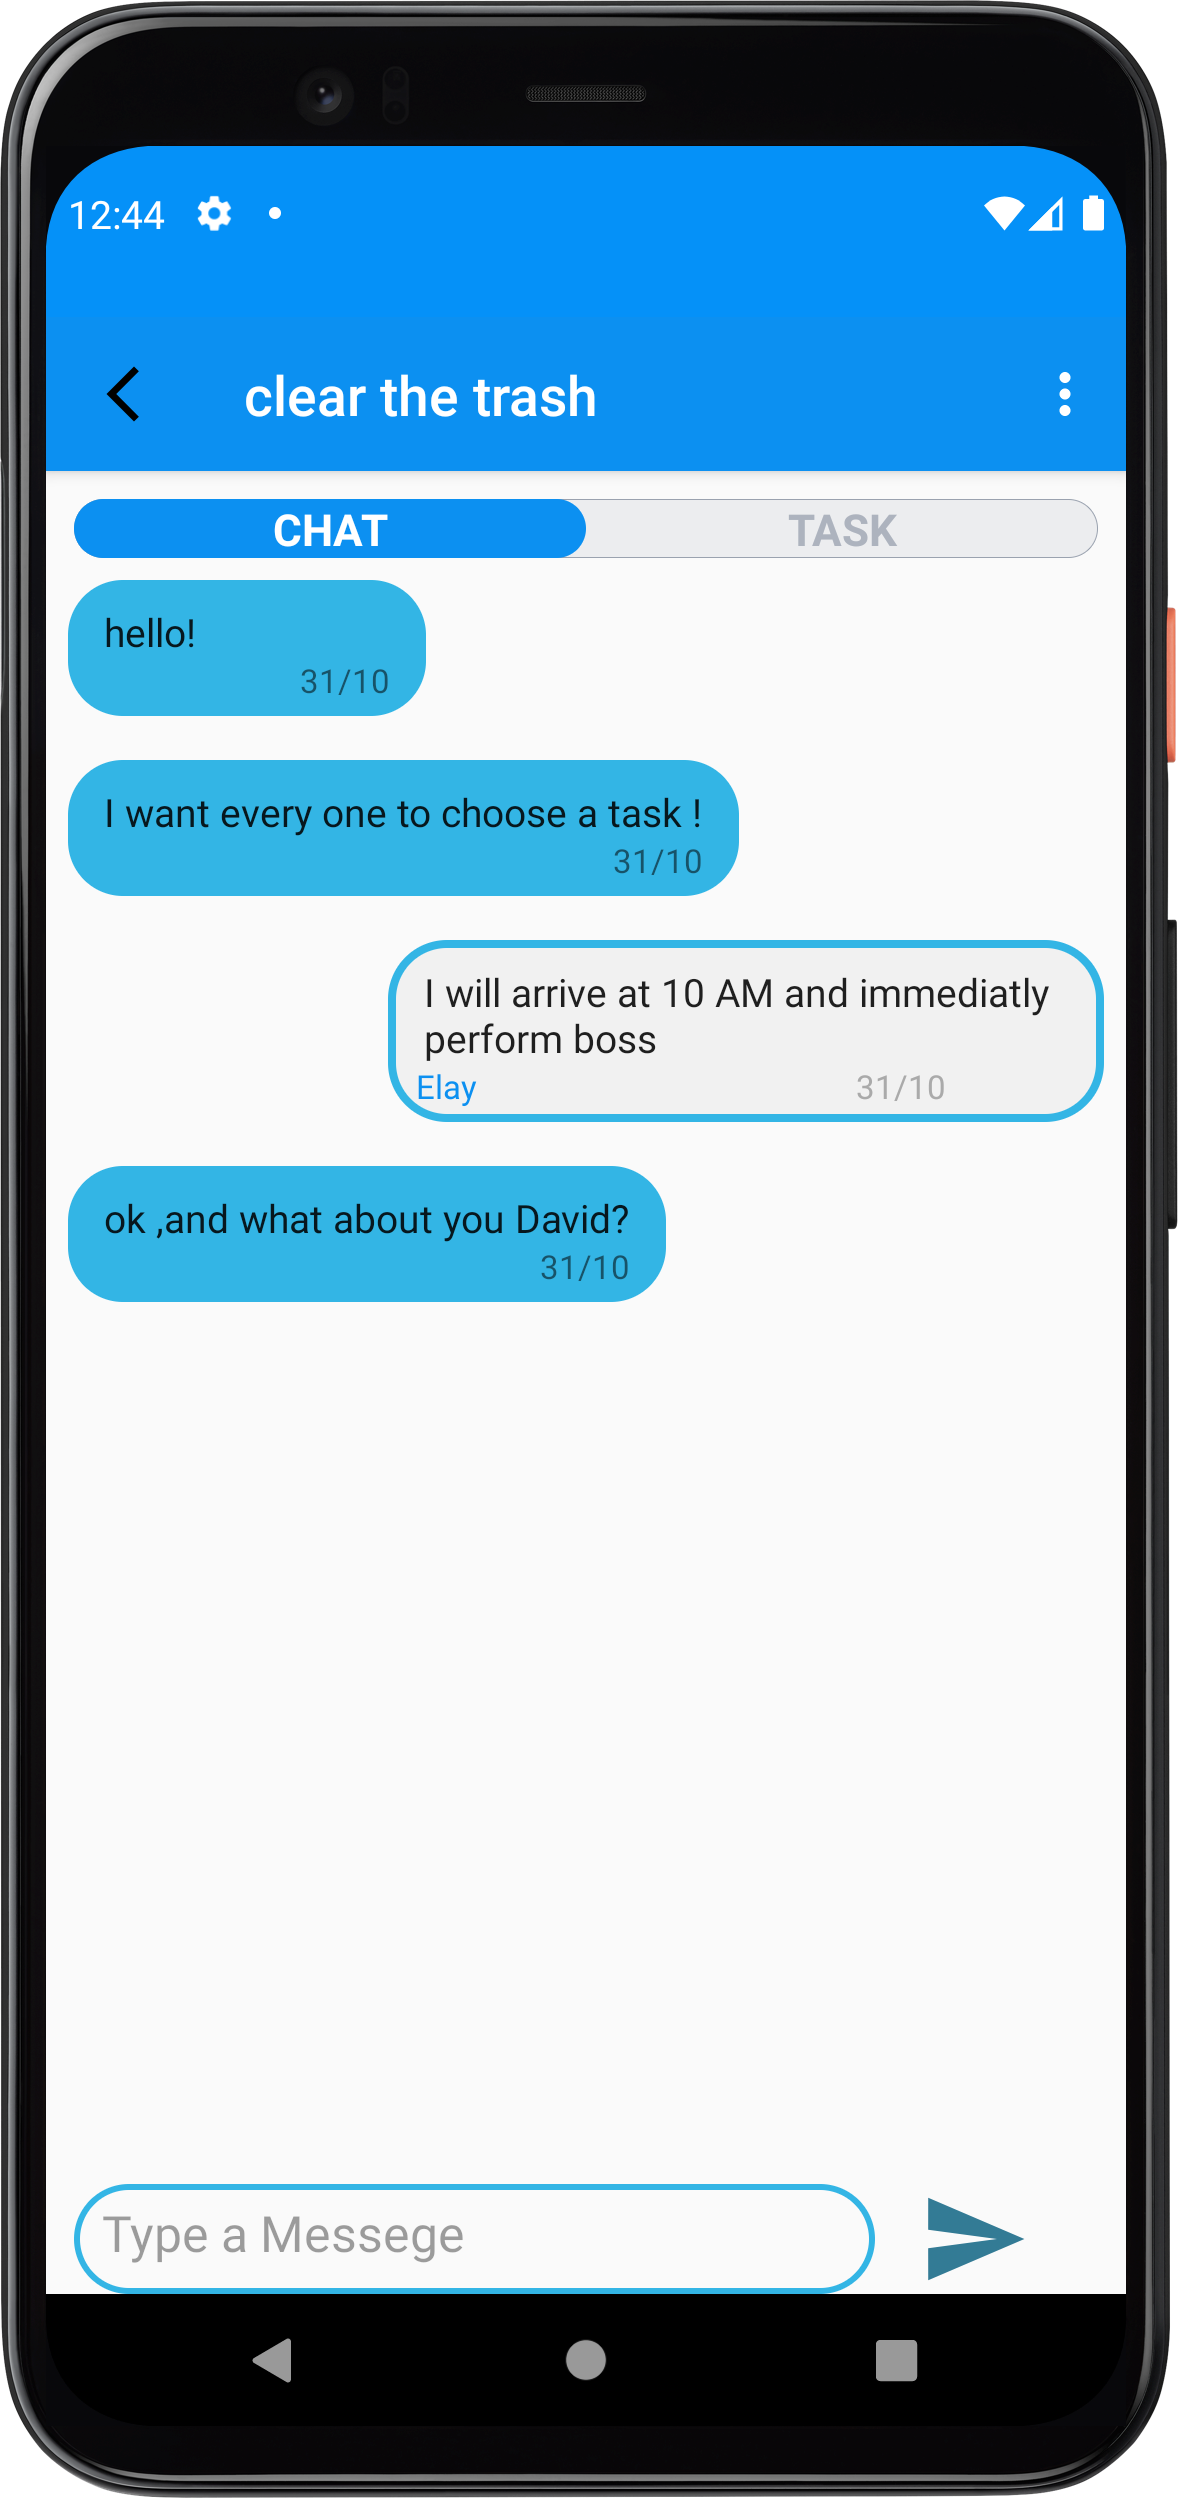 12:44
clear the trash
CHAT TASK
hello!
31/10
I want every one to choose a task !
31/10
I will arrive at 10 AM and immediatly
perform boss
Elay 31/10
ok ,and what about you David?
31/10
Type a Messege